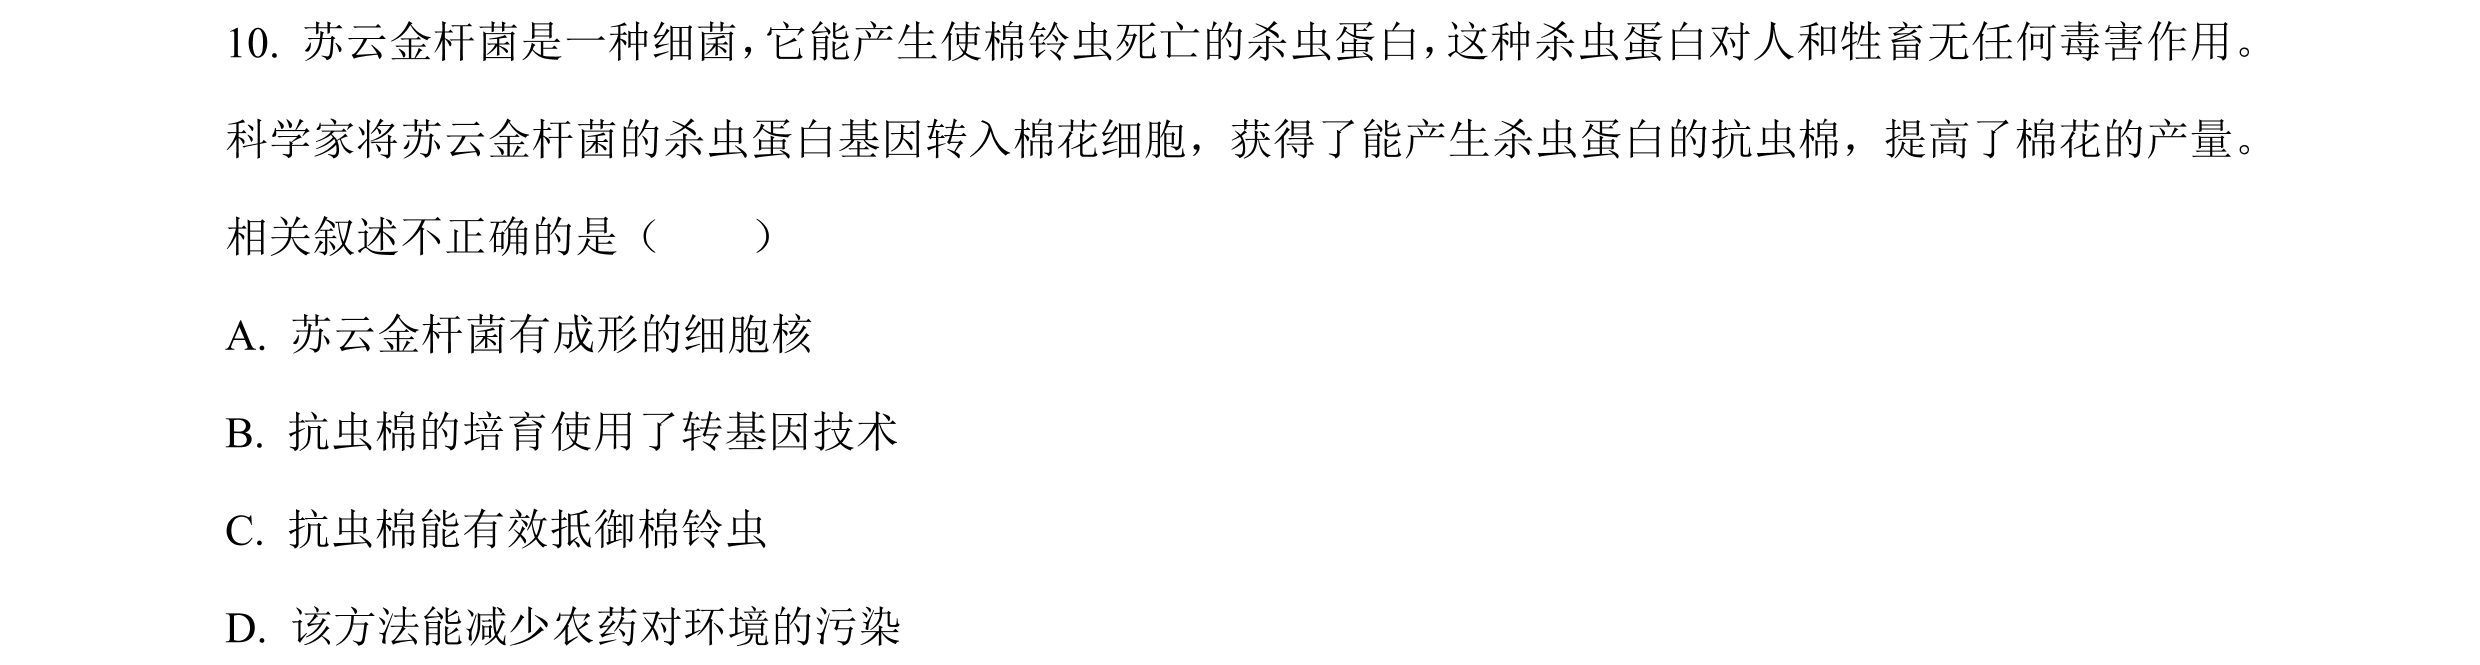 10. 苏云金杆菌是一种细菌，它能产生使棉铃虫死亡的杀虫蛋白，这种杀虫蛋白对人和牲畜无任何毒害作用。
科学家将苏云金杆菌的杀虫蛋白基因转入棉花细胞，获得了能产生杀虫蛋白的抗虫棉，提高了棉花的产量。
相关叙述不正确的是（　　）
A. 苏云金杆菌有成形的细胞核
B. 抗虫棉的培育使用了转基因技术
C. 抗虫棉能有效抵御棉铃虫
D. 该方法能减少农药对环境的污染